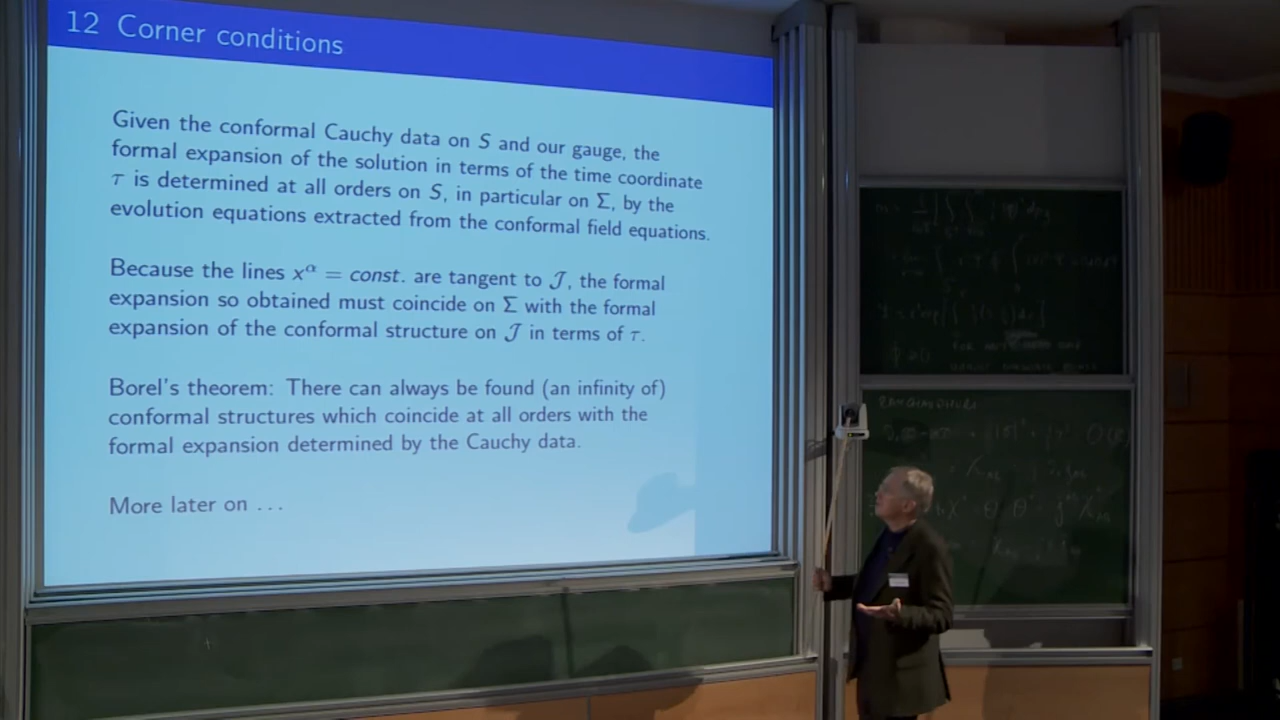 12 Corner conditions
Given the conformal Cauchy data on S and our gauge, the
formal expansion of the solution in terms of the time coordinate
τ is determined at all orders on S, in particular on Σ, by the
evolution equations extracted from the conformal field equations.
Because the lines xᵅ = const. are tangent to 𝒥, the formal
expansion so obtained must coincide on Σ with the formal
expansion of the conformal structure on 𝒥 in terms of τ.
Borel's theorem: There can always be found (an infinity of)
conformal structures which coincide at all orders with the
formal expansion determined by the Cauchy data.
More later on ...